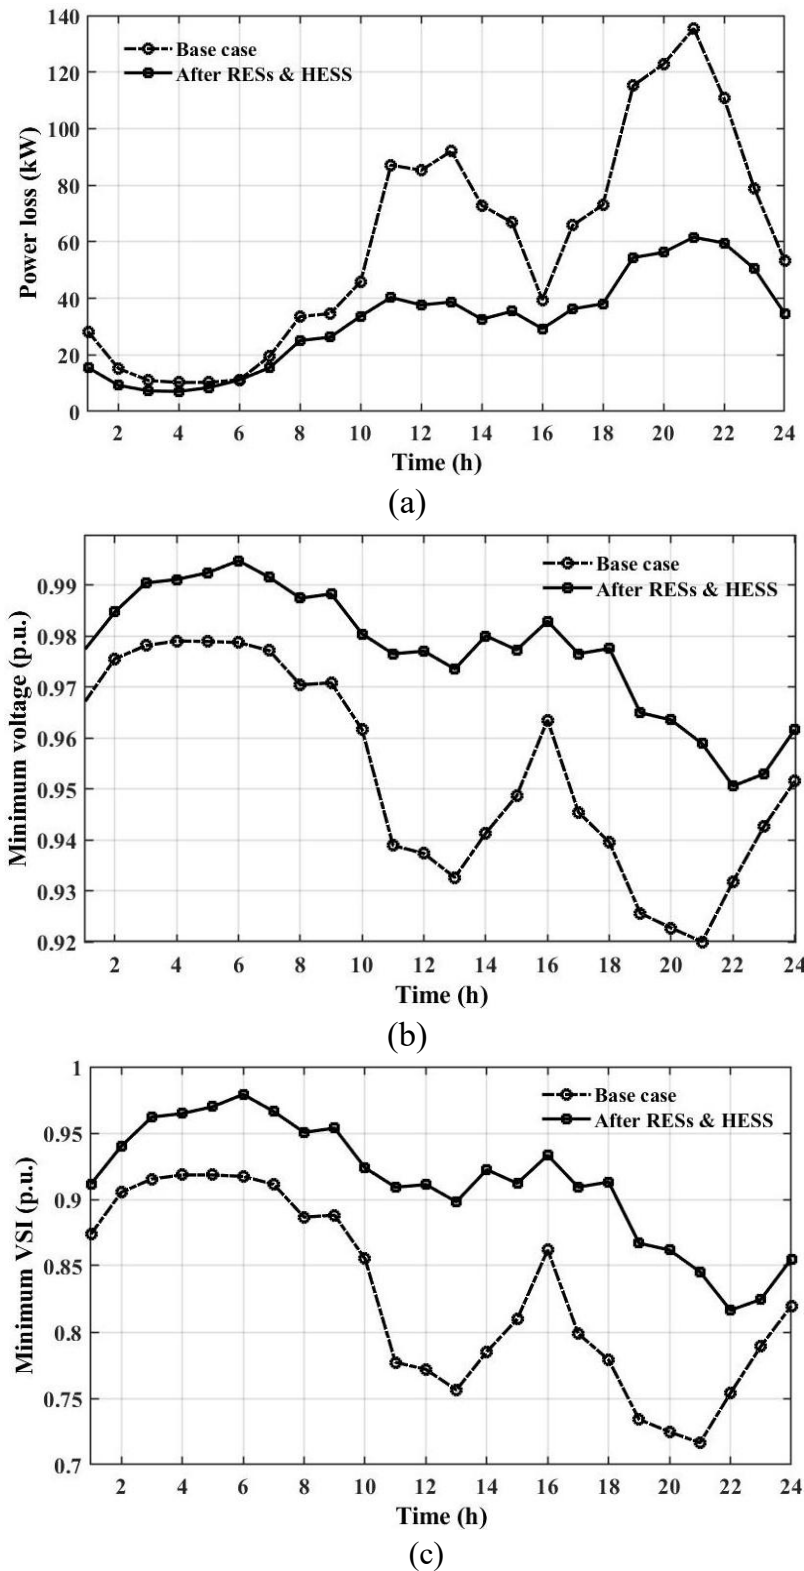 140
120
100
80
60
40
20
0
Power loss (kW)
Base case
After RESs & HESS
2 4 6 8 10 12 14 16 18 20 22 24
Time (h)
(a)
0.99
0.98
0.97
0.96
0.95
0.94
0.93
0.92
Minimum voltage (p.u.)
Base case
After RESs & HESS
2 4 6 8 10 12 14 16 18 20 22 24
Time (h)
(b)
1
0.95
0.9
0.85
0.8
0.75
0.7
Minimum VSI (p.u.)
Base case
After RESs & HESS
2 4 6 8 10 12 14 16 18 20 22 24
Time (h)
(c)